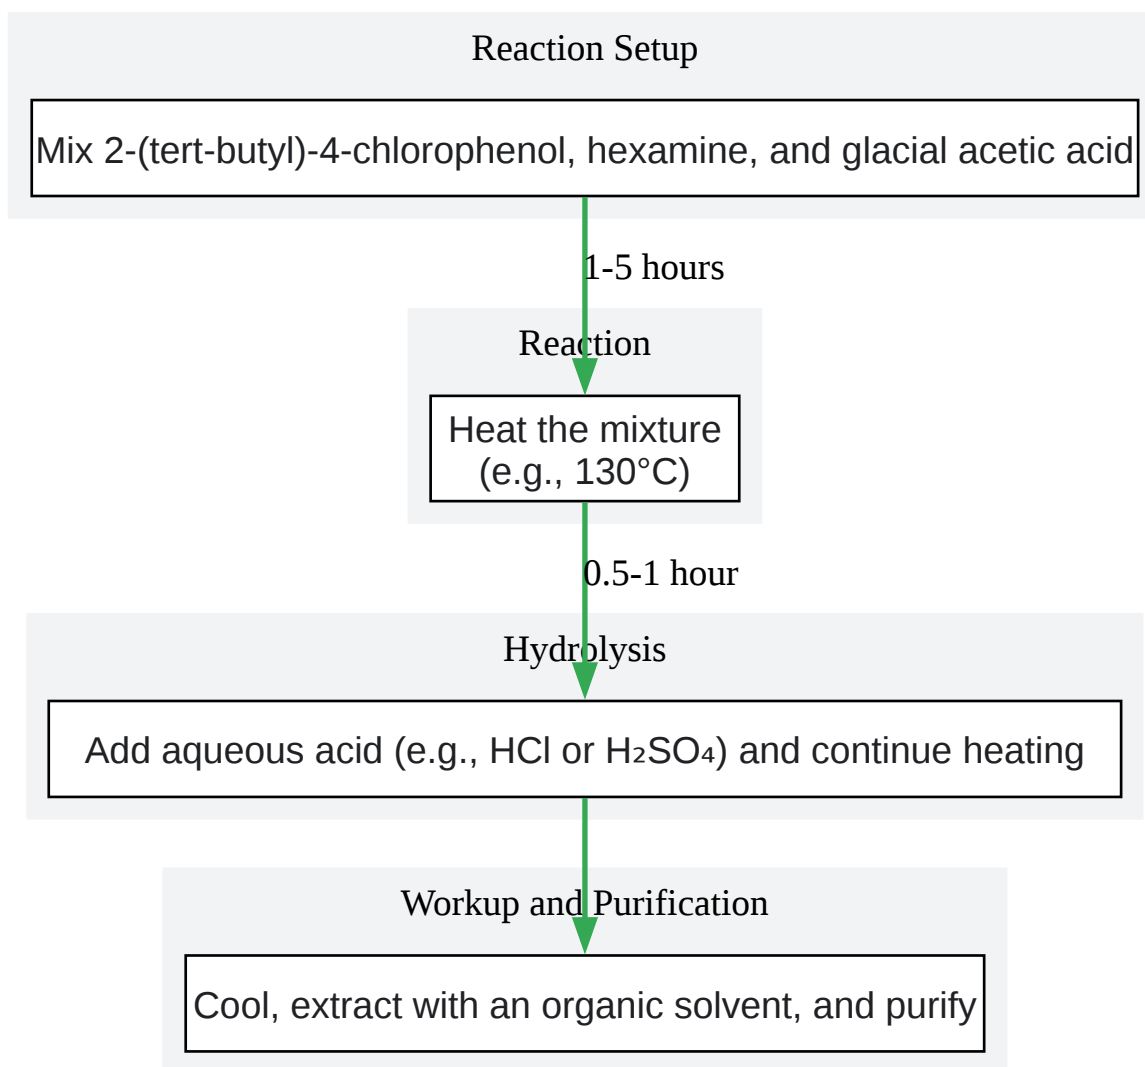 Reaction Setup
Mix 2-(tert-butyl)-4-chlorophenol, hexamine, and glacial acetic acid
1-5 hours
Reaction
Heat the mixture
(e.g., 130°C)
0.5-1 hour
Hydrolysis
Add aqueous acid (e.g., HCl or H₂SO₄) and continue heating
Workup and Purification
Cool, extract with an organic solvent, and purify